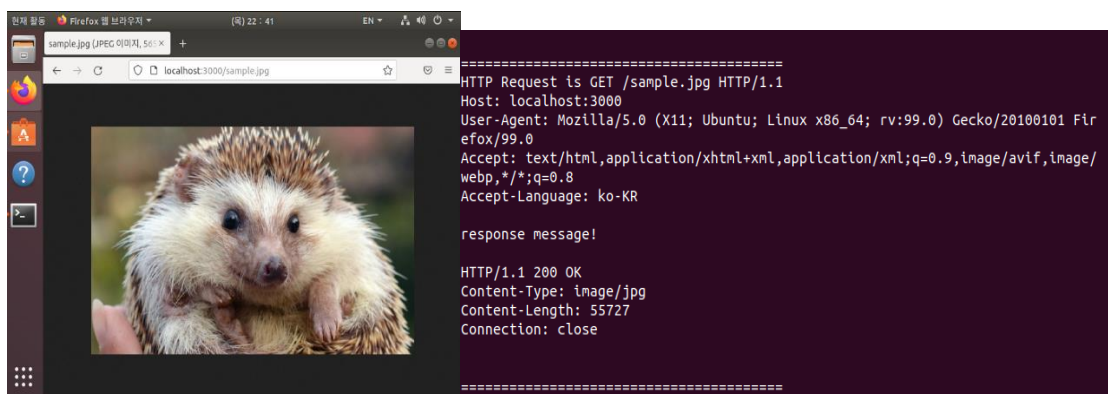 현재 활동 Firefox 웹 브라우저 (목) 22 : 41 EN
sample.jpg (JPEG 이미지, 565
localhost:3000/sample.jpg
========================================
HTTP Request is GET /sample.jpg HTTP/1.1
Host: localhost:3000
User-Agent: Mozilla/5.0 (X11; Ubuntu; Linux x86_64; rv:99.0) Gecko/20100101 Fir
efox/99.0
Accept: text/html,application/xhtml+xml,application/xml;q=0.9,image/avif,image/
webp,*/*;q=0.8
Accept-Language: ko-KR
response message!
HTTP/1.1 200 OK
Content-Type: image/jpg
Content-Length: 55727
Connection: close
========================================